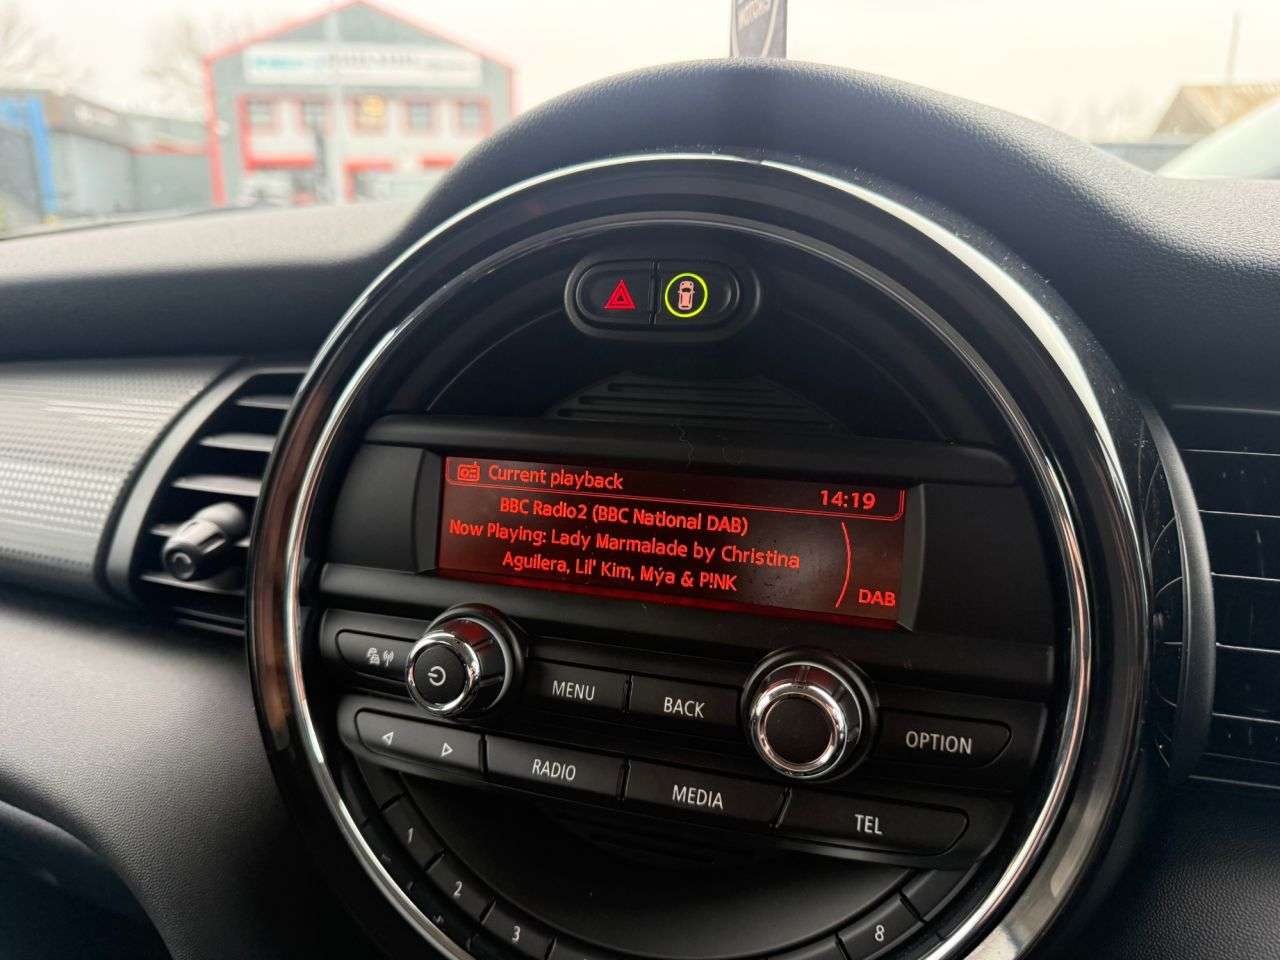 MOTORS
Current playback
14:19
BBC Radio2 (BBC National DAB)
Now Playing: Lady Marmalade by Christina
Aguilera, Lil' Kim, Mýa & P!NK
DAB
MENU
BACK
OPTION
RADIO
MEDIA
TEL
1
2
3
8